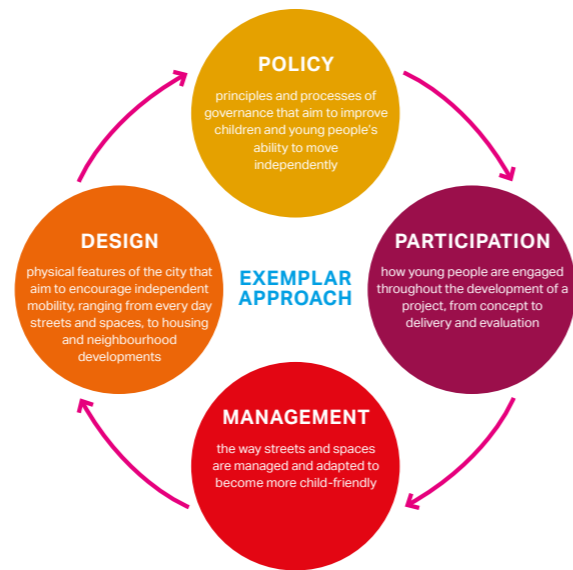 POLICY
principles and processes of
governance that aim to improve
children and young people's
ability to move
independently
DESIGN
physical features of the city that
aim to encourage independent
mobility, ranging from every day
streets and spaces, to housing
and neighbourhood
developments
EXEMPLAR
APPROACH
PARTICIPATION
how young people are engaged
throughout the development of a
project, from concept to
delivery and evaluation
MANAGEMENT
the way streets and spaces
are managed and adapted to
become more child-friendly